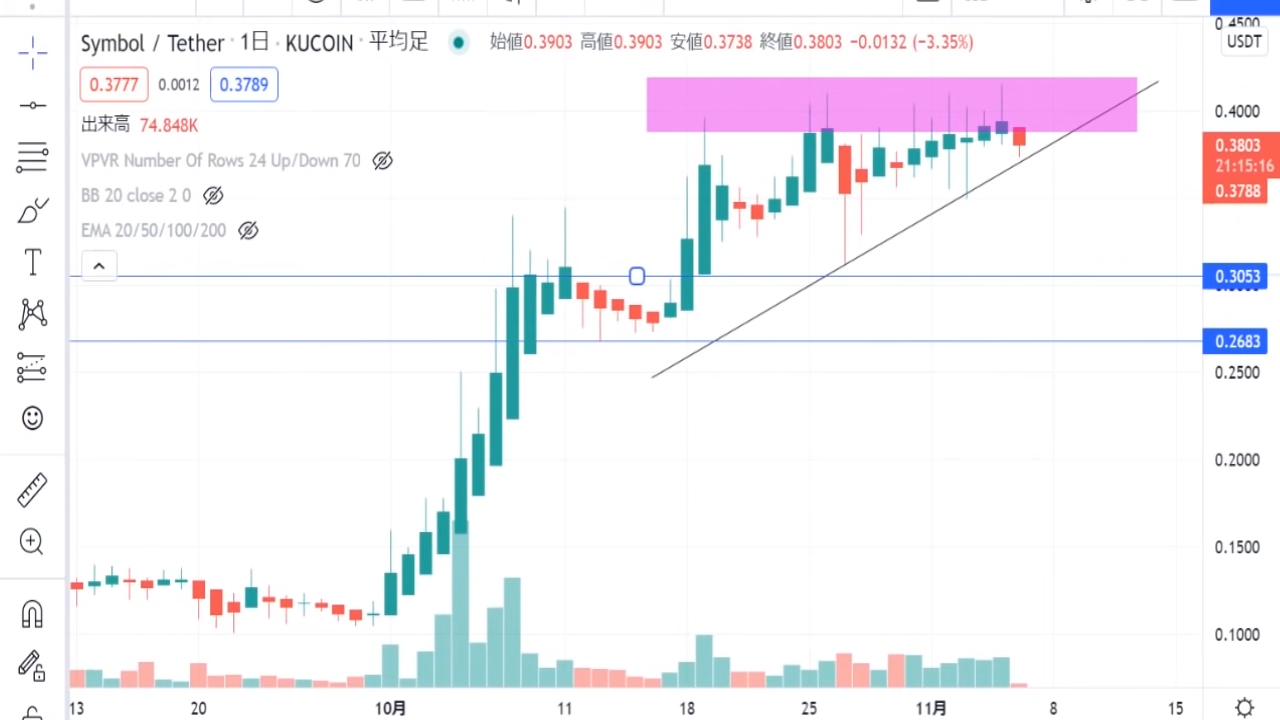 Symbol / Tether · 1日 · KUCOIN · 平均足 始値0.3903 高値0.3903 安値0.3738 終値0.3803 −0.0132 (−3.35%)
0.3777 0.0012 0.3789
出来高 74.848K
VPVR Number Of Rows 24 Up/Down 70
BB 20 close 2 0
EMA 20/50/100/200
0.4500
USDT
0.4000
0.3803
21:15:16
0.3788
0.3053
0.2683
0.2500
0.2000
0.1500
0.1000
13 20 10月 11 18 25 11月 8 15